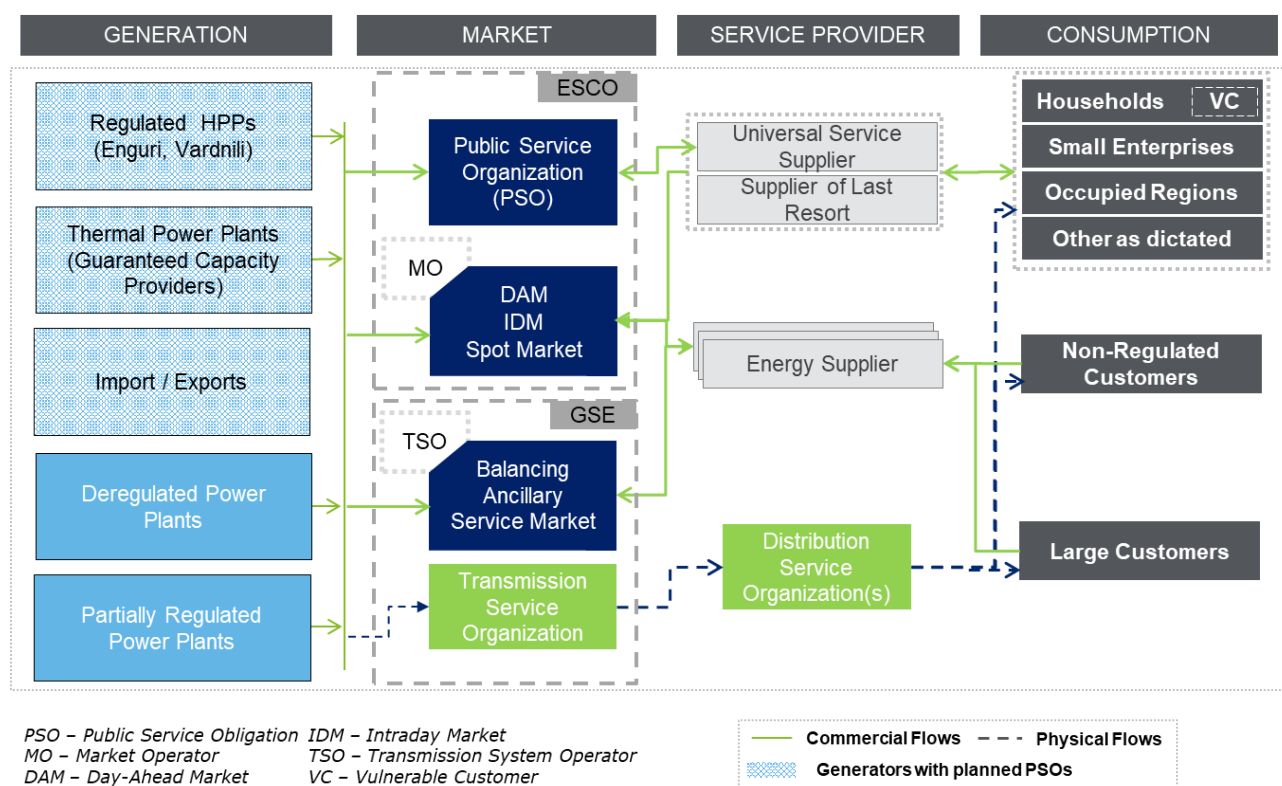 GENERATION
MARKET
SERVICE PROVIDER
CONSUMPTION
Regulated HPPs
(Enguri, Vardnili)
Thermal Power Plants
(Guaranteed Capacity
Providers)
Import / Exports
Deregulated Power
Plants
Partially Regulated
Power Plants
ESCO
Public Service
Organization
(PSO)
MO
DAM
IDM
Spot Market
GSE
TSO
Balancing
Ancillary
Service Market
Transmission
Service
Organization
Universal Service
Supplier
Supplier of Last
Resort
Energy Supplier
Distribution
Service
Organization(s)
Households
VC
Small Enterprises
Occupied Regions
Other as dictated
Non-Regulated
Customers
Large Customers
PSO – Public Service Obligation
MO – Market Operator
DAM – Day-Ahead Market
IDM – Intraday Market
TSO – Transmission System Operator
VC – Vulnerable Customer
Commercial Flows
Physical Flows
Generators with planned PSOs